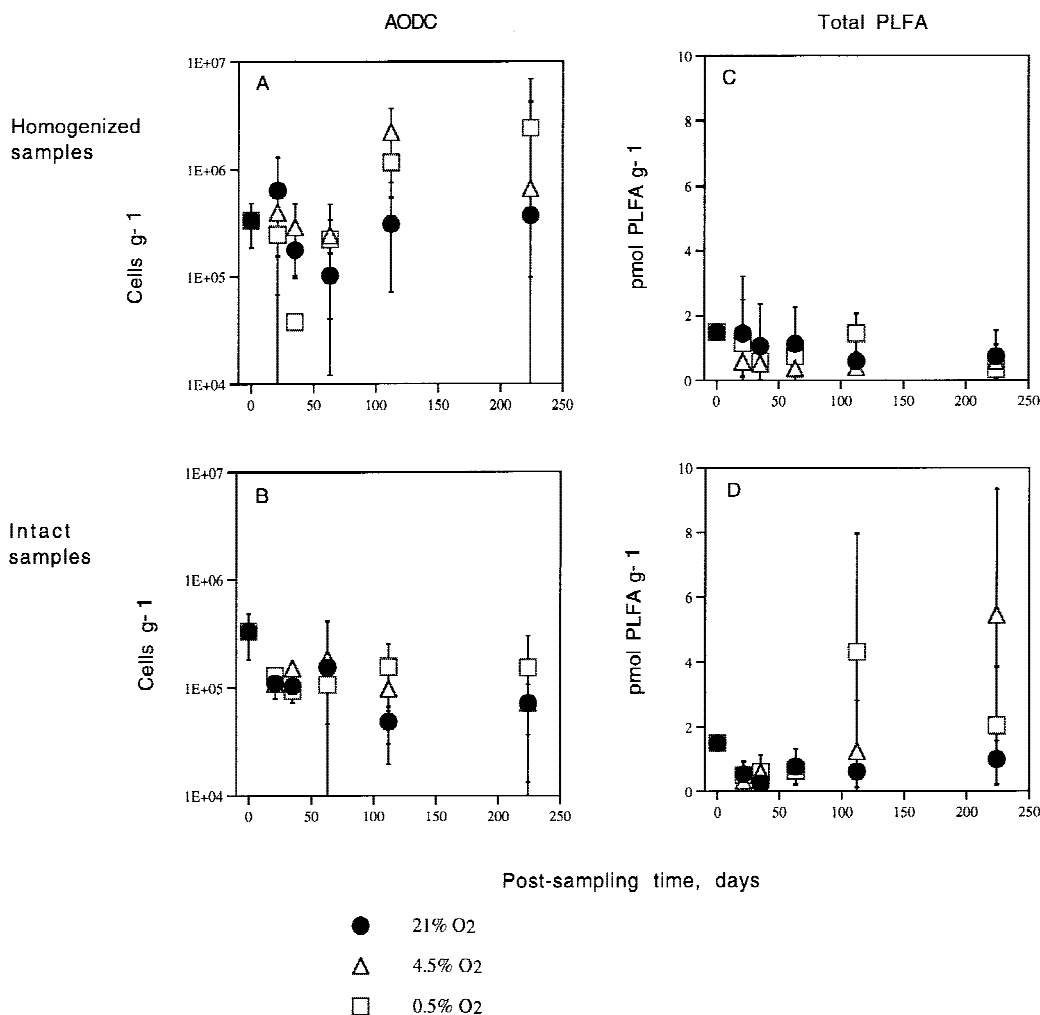 AODC
Total PLFA
Homogenized
samples
A
1E+07
1E+06
1E+05
1E+04
Cells g-1
0 50 100 150 200 250
C
10
8
6
4
2
0
pmol PLFA g-1
0 50 100 150 200 250
Intact
samples
B
1E+07
1E+06
1E+05
1E+04
Cells g-1
0 50 100 150 200 250
D
10
8
6
4
2
0
pmol PLFA g-1
0 50 100 150 200 250
Post-sampling time, days
21% O2
4.5% O2
0.5% O2